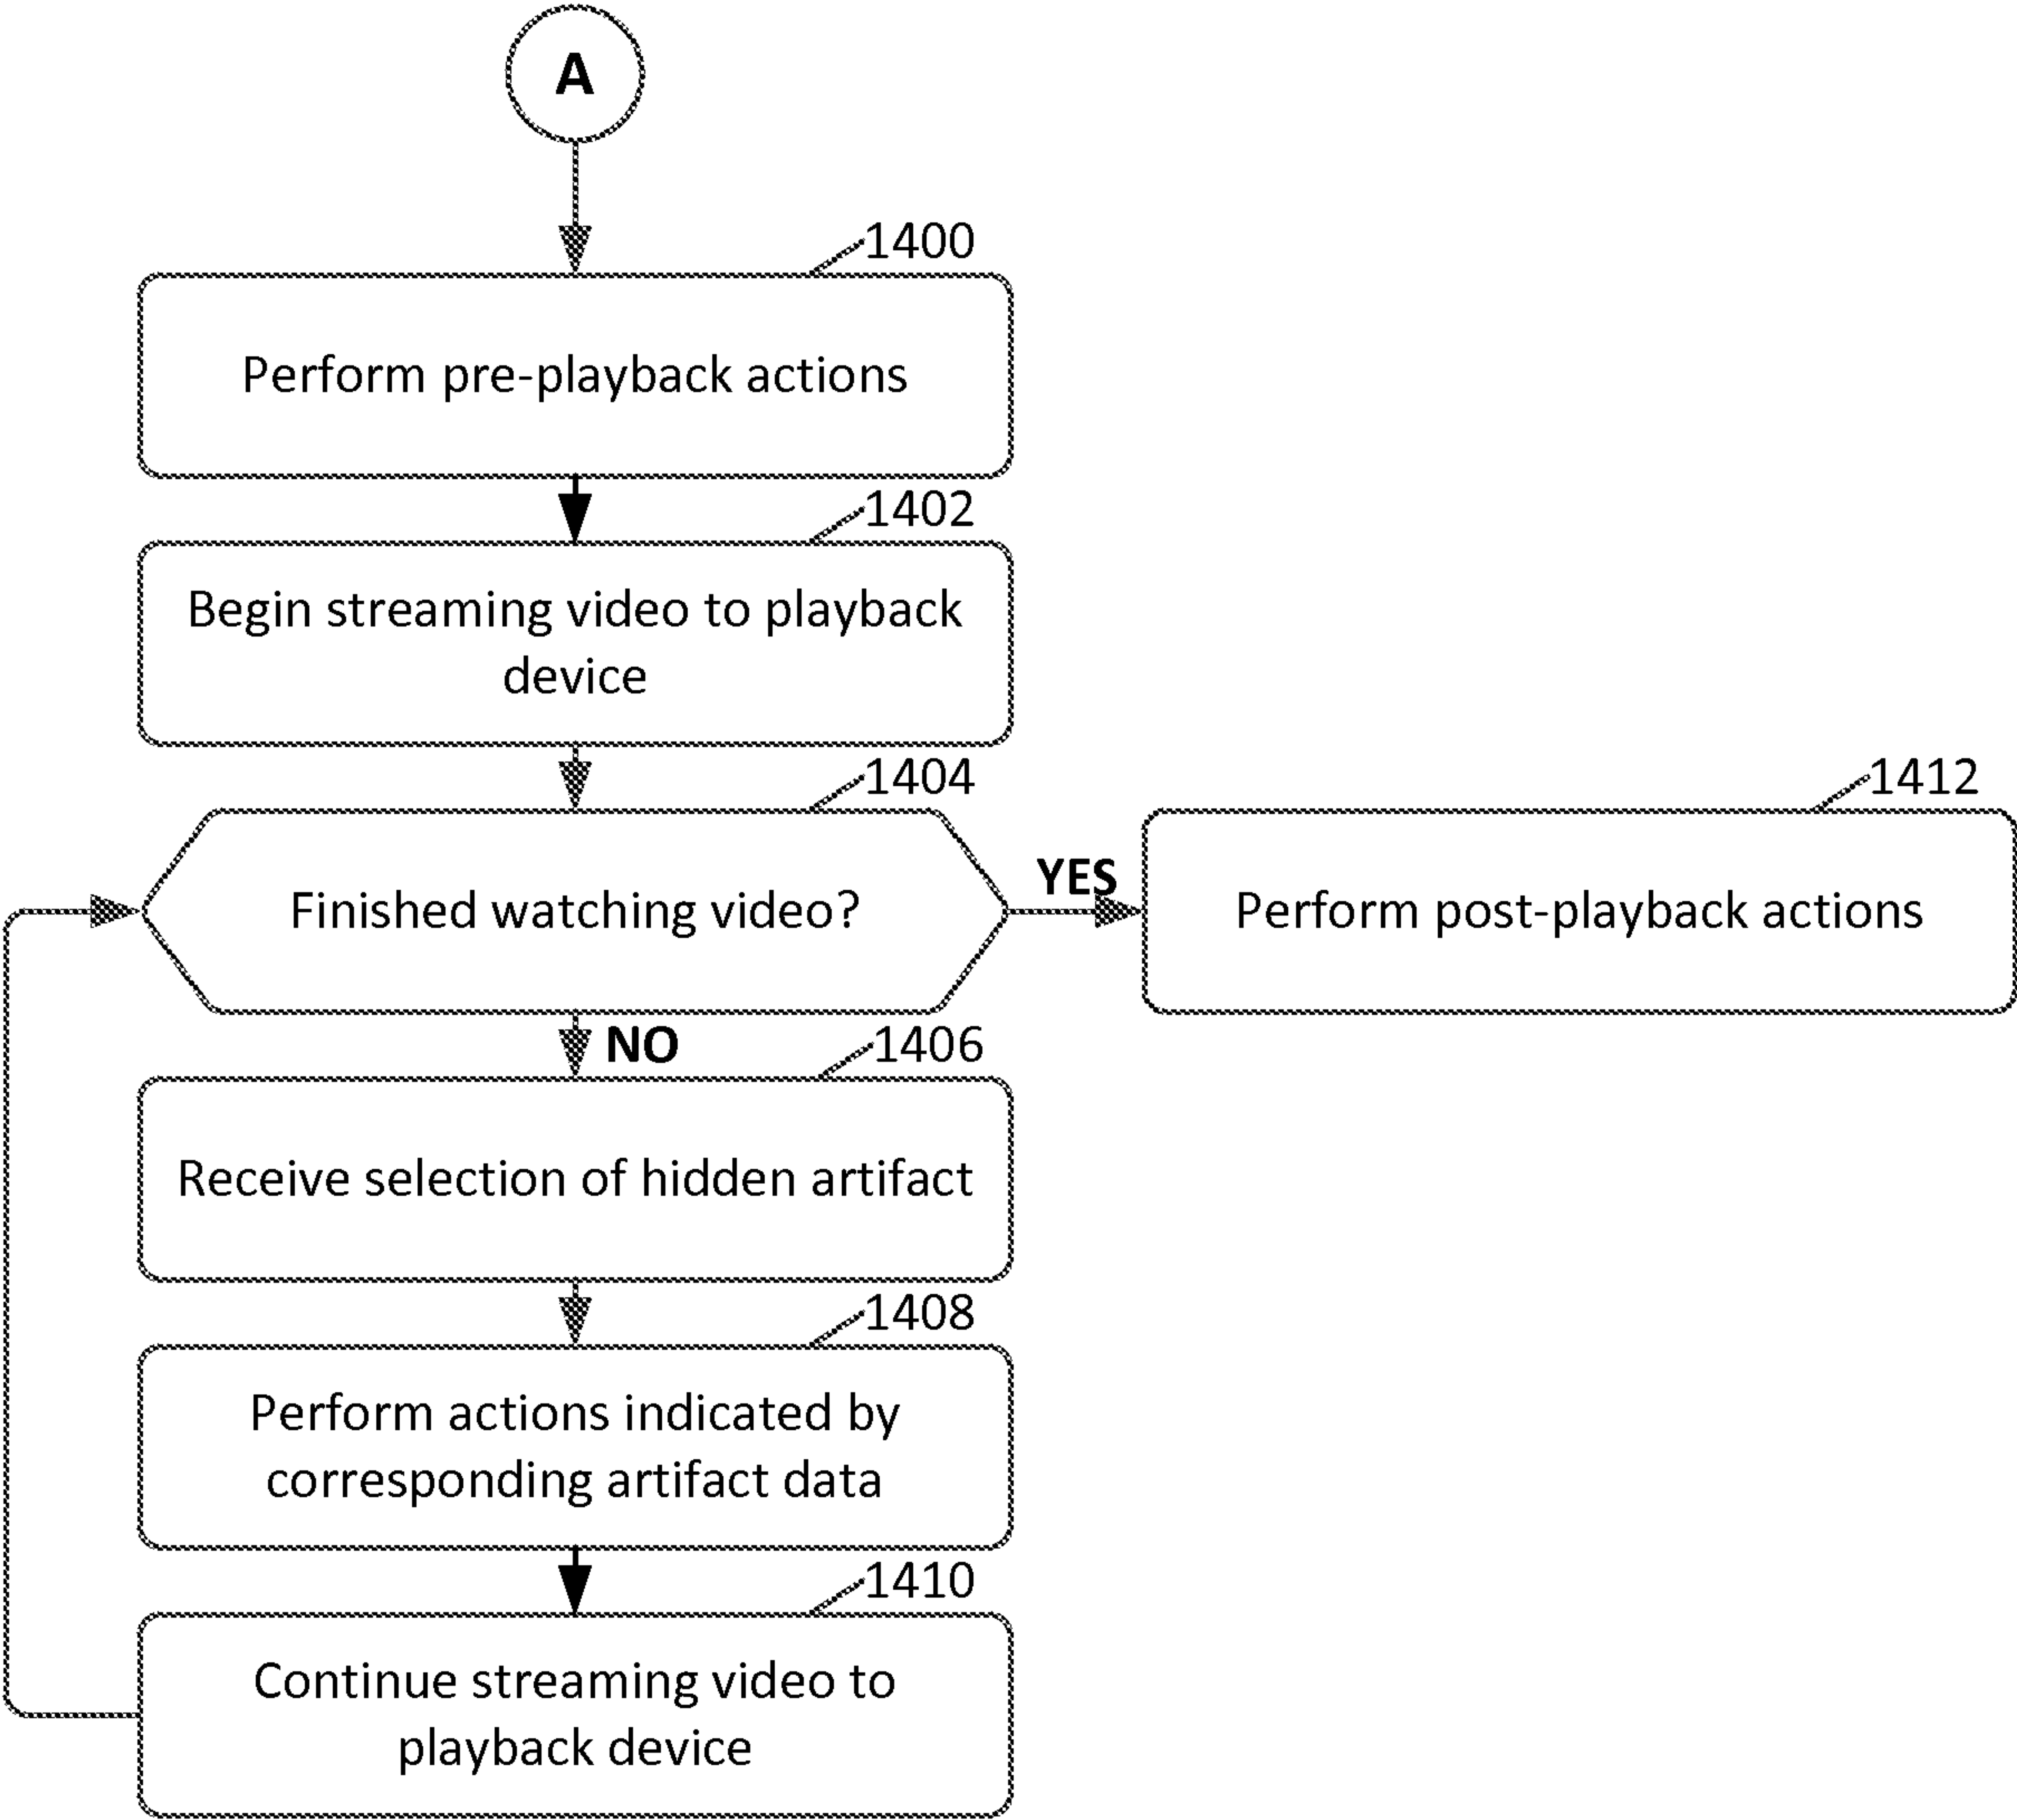 A
1400
Perform pre-playback actions
1402
Begin streaming video to playback
device
1404
Finished watching video?
YES
1412
Perform post-playback actions
NO
1406
Receive selection of hidden artifact
1408
Perform actions indicated by
corresponding artifact data
1410
Continue streaming video to
playback device